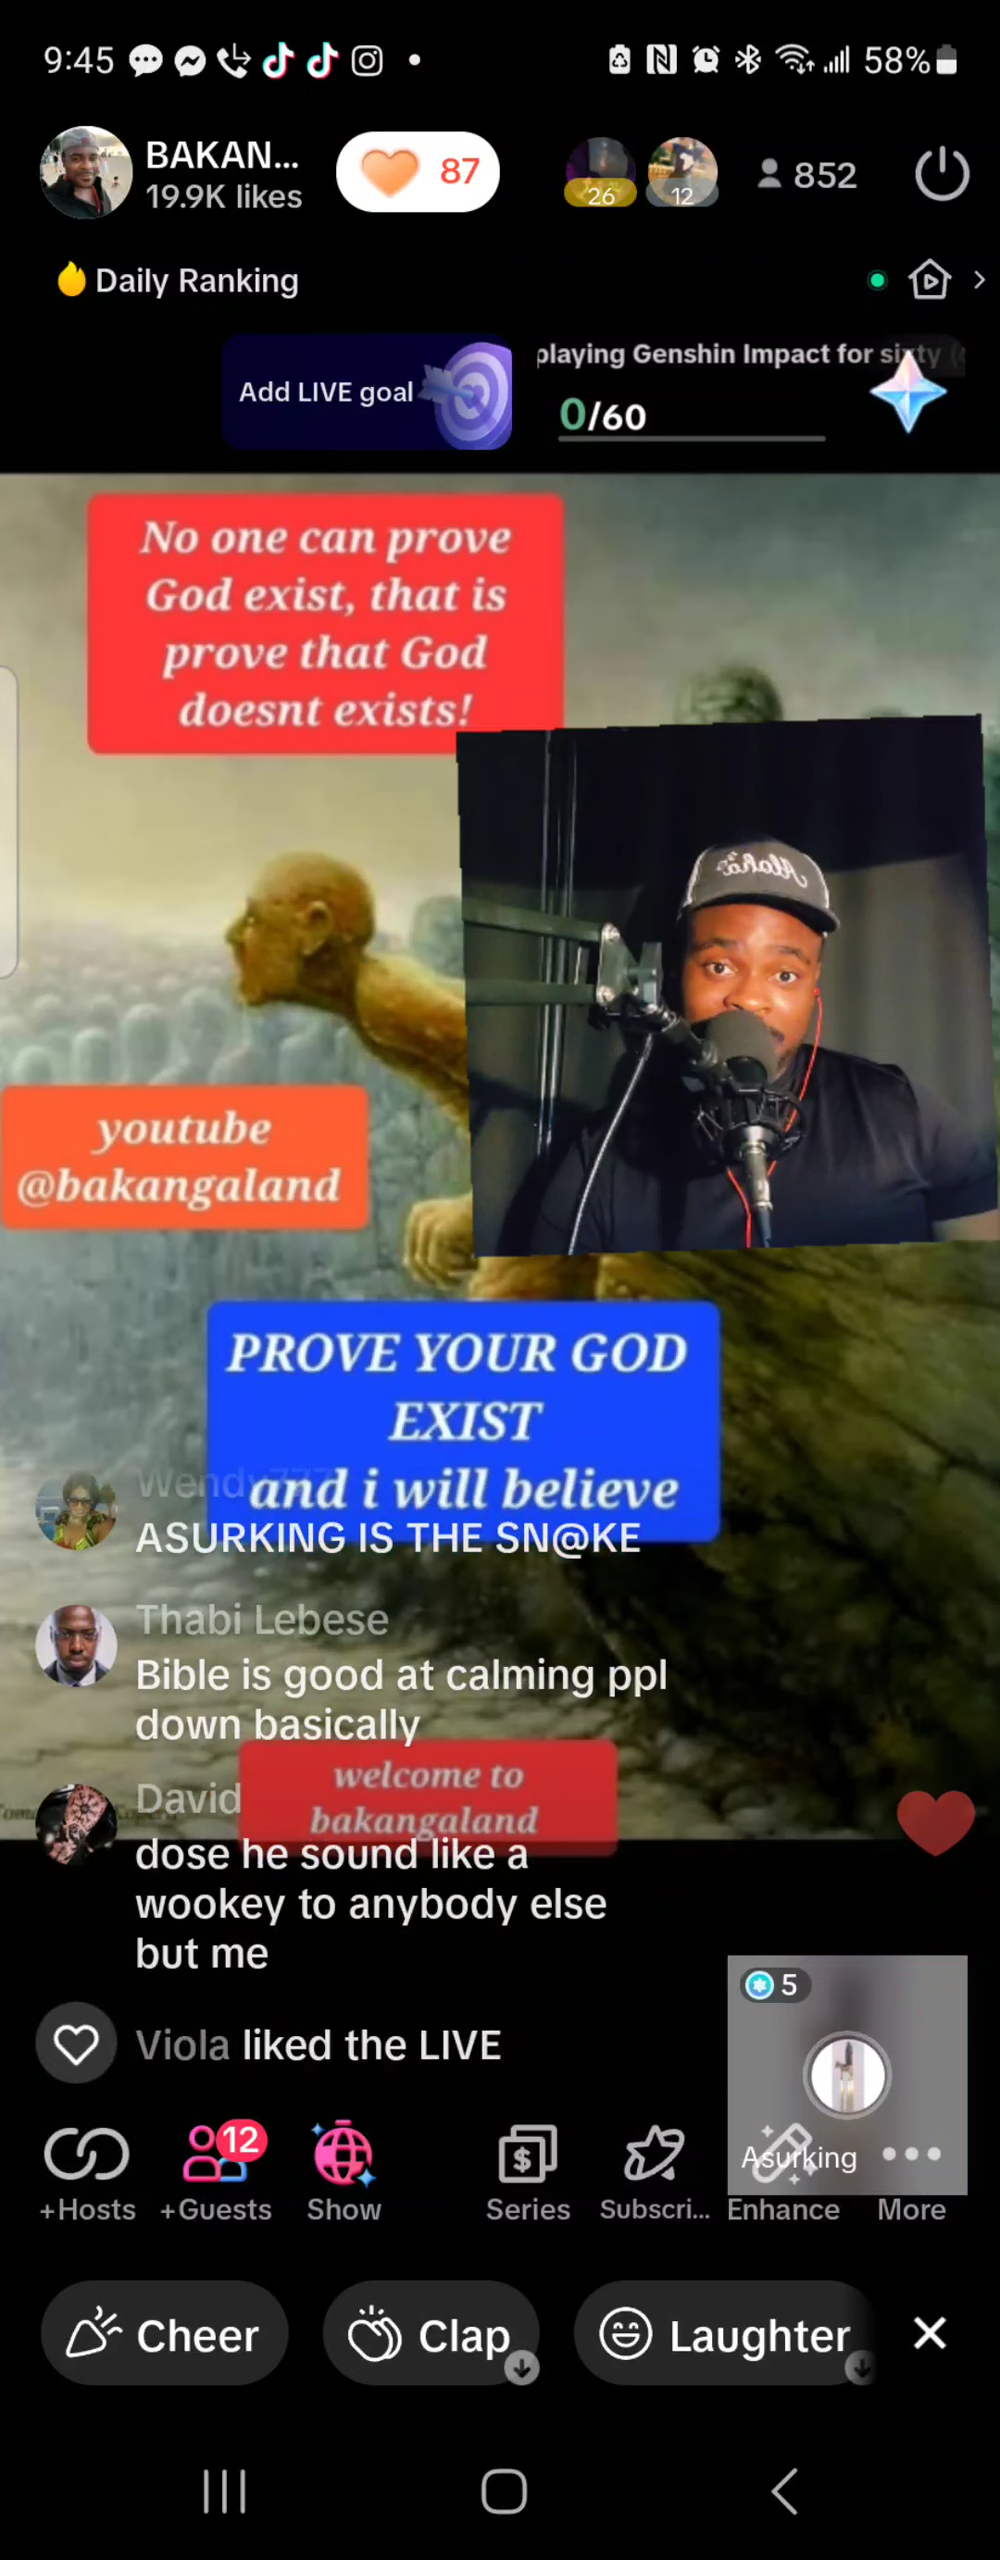 9:45
58%
BAKAN...
19.9K likes
87
26
12
852
Daily Ranking
Add LIVE goal
playing Genshin Impact for sixty (
0/60
No one can prove
God exist, that is
prove that God
doesnt exists!
Aloha
youtube
@bakangaland
PROVE YOUR GOD
EXIST
and i will believe
Wendy777
ASURKING IS THE SN@KE
Thabi Lebese
Bible is good at calming ppl
down basically
welcome to
bakangaland
David
dose he sound like a
wookey to anybody else
but me
5
Viola liked the LIVE
Asurking
12
+Hosts
+Guests
Show
Series
Subscri...
Enhance
More
Cheer
Clap
Laughter